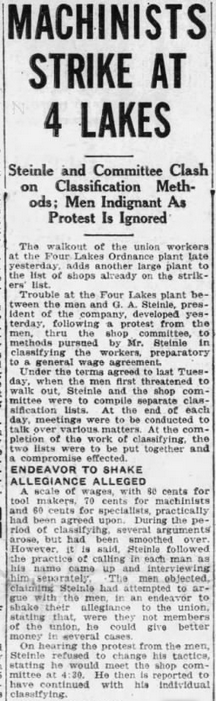 MACHINISTS
STRIKE AT
4 LAKES
Steinle and Committee Clash
on Classification Meth-
ods; Men Indignant As
Protest Is Ignored
The walkout of the union workers
at the Four Lakes Ordnance plant late
yesterday, adds another large plant to
the list of shops already on the strik-
ers' list.
Trouble at the Four Lakes plant be-
tween the men and G. A. Steinle, pres-
ident of the company, developed yes-
terday, following a protest from the
men, thru the shop committee, to
methods pursued by Mr. Steinle in
classifying the workers, preparatory
to a general wage agreement.
Under the terms agreed to last Tues-
day, when the men first threatened to
walk out, Steinle and the shop com-
mittee were to compile separate clas-
sification lists. At the end of each
day, meetings were to be conducted to
talk over various matters. At the com-
pletion of the work of classifying, the
two lists were to be put together and
a compromise effected.
ENDEAVOR TO SHAKE
ALLEGIANCE ALLEGED
A scale of wages, with 80 cents for
tool makers, 70 cents for machinists
and 60 cents for specialists, practically
had been agreed upon. During the pe-
riod of classifying, several arguments
arose, but had been smoothed over.
However, it is said, Steinle followed
the practice of calling in each man as
his name came up and interviewing
him separately. The men objected,
claiming Steinle had attempted to ar-
gue with the men, in an endeavor to
shake their allegiance to the union,
stating that, were they not members
of the union, he could give better
money in several cases.
On hearing the protest from the men,
Steinle refused to change his tactics,
stating he would meet the shop com-
mittee at 4:30. He then is reported to
have continued with his individual
classifying.